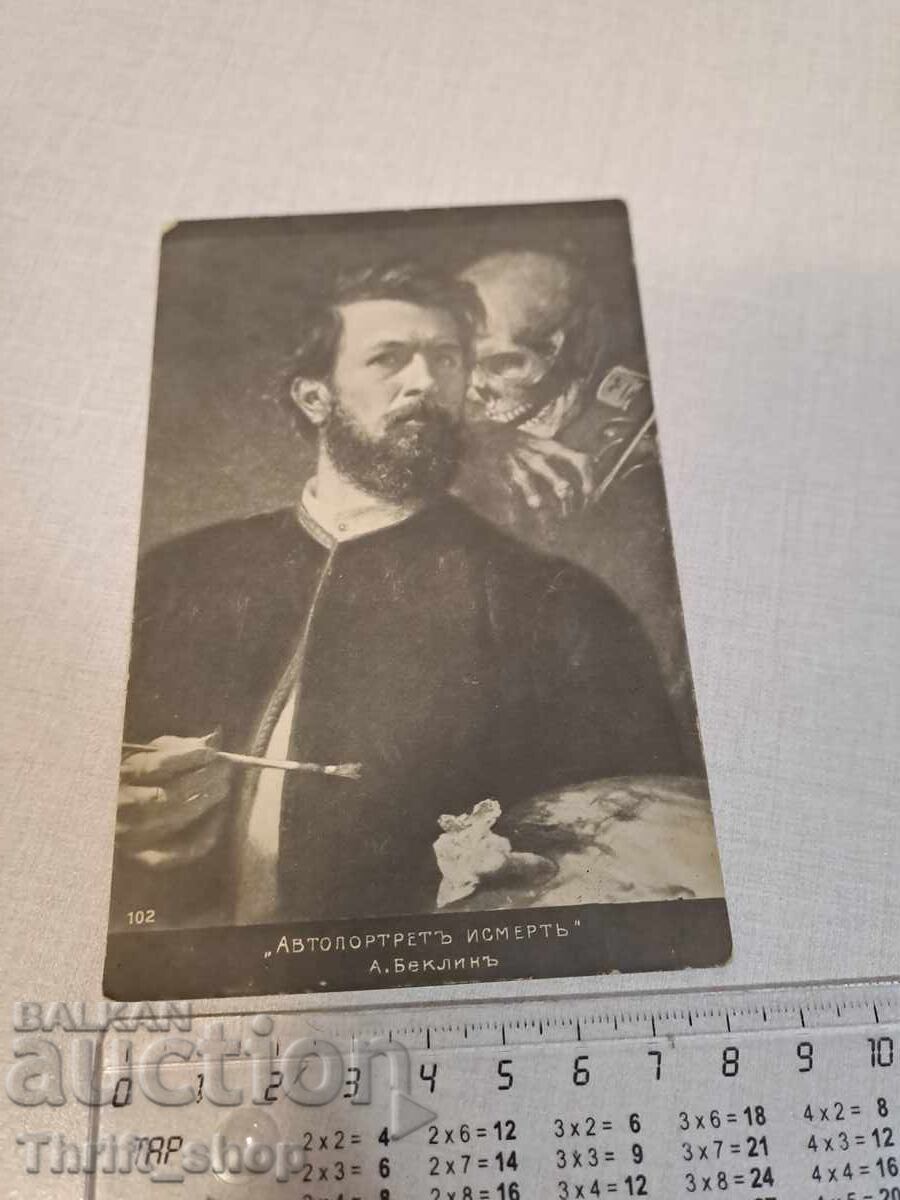 102
„АВТОПОРТРЕТЪ ИСМЕРТЬ"
А. БЕКЛИНЪ
BALKAN
auction
Thrift_shop
0 1 2 3 4 5 6 7 8 9 10
TAP
2 x 2 = 4 2 x 6 = 12 3 x 2 = 6 3 x 6 = 18 4 x 2 = 8
2 x 3 = 6 2 x 7 = 14 3 x 3 = 9 3 x 7 = 21 4 x 3 = 12
2 x 8 = 16 3 x 4 = 12 3 x 8 = 24 4 x 4 = 16